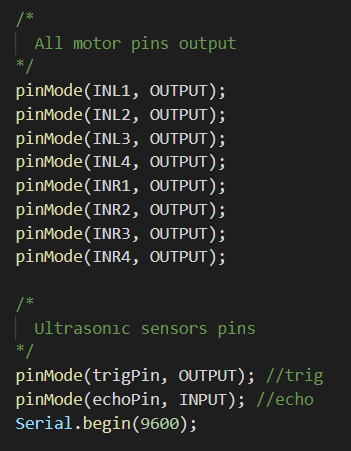 /*
All motor pins output
*/
pinMode(INL1, OUTPUT);
pinMode(INL2, OUTPUT);
pinMode(INL3, OUTPUT);
pinMode(INL4, OUTPUT);
pinMode(INR1, OUTPUT);
pinMode(INR2, OUTPUT);
pinMode(INR3, OUTPUT);
pinMode(INR4, OUTPUT);
/*
Ultrasonıc sensors pins
*/
pinMode(trigPin, OUTPUT); //trig
pinMode(echoPin, INPUT); //echo
Serial.begin(9600);